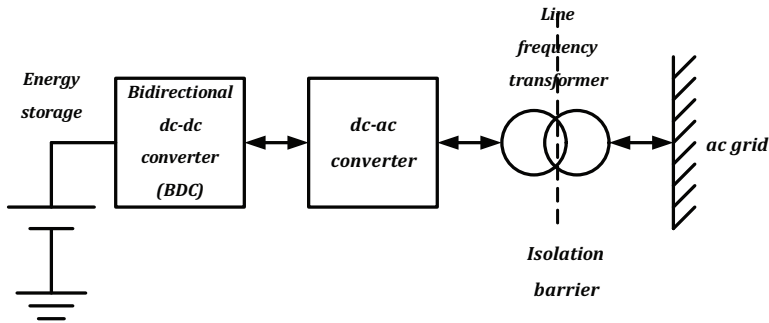 Energy
storage
Bidirectional
dc-dc
converter
(BDC)
dc-ac
converter
Line
frequency
transformer
Isolation
barrier
ac grid